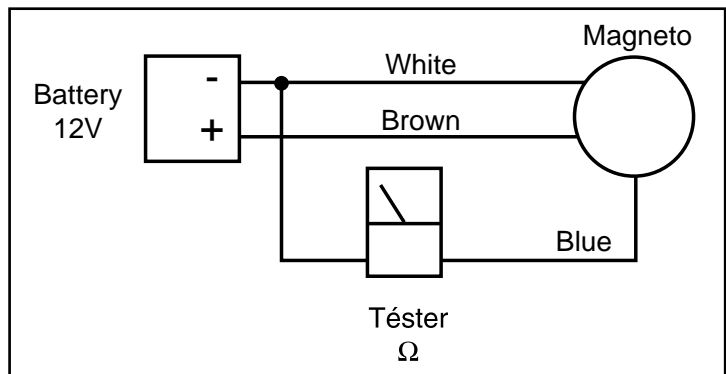 Magneto
White
Battery
12V
-
+
Brown
Blue
Téster
Ω